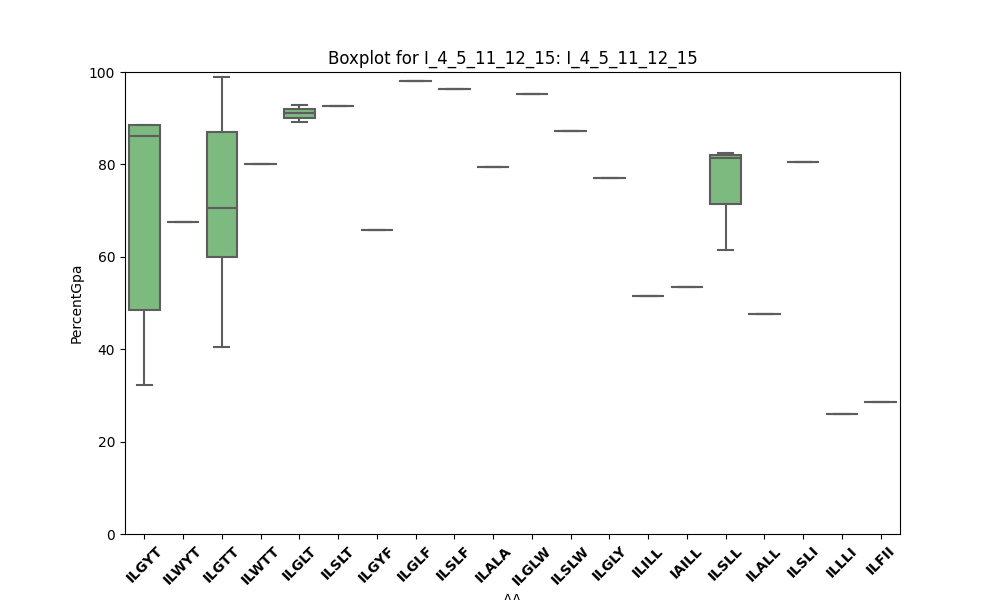 Boxplot for I_4_5_11_12_15: I_4_5_11_12_15
100
80
60
40
20
0
PercentGpa
ILGYT
ILWYT
ILGTT
ILWTT
ILGLT
ILSLT
ILGYF
ILGLF
ILSLF
ILALA
ILGLW
ILSLW
ILGLY
ILILL
IAILL
ILSLL
ILALL
ILSLI
ILLLI
ILFII
AA